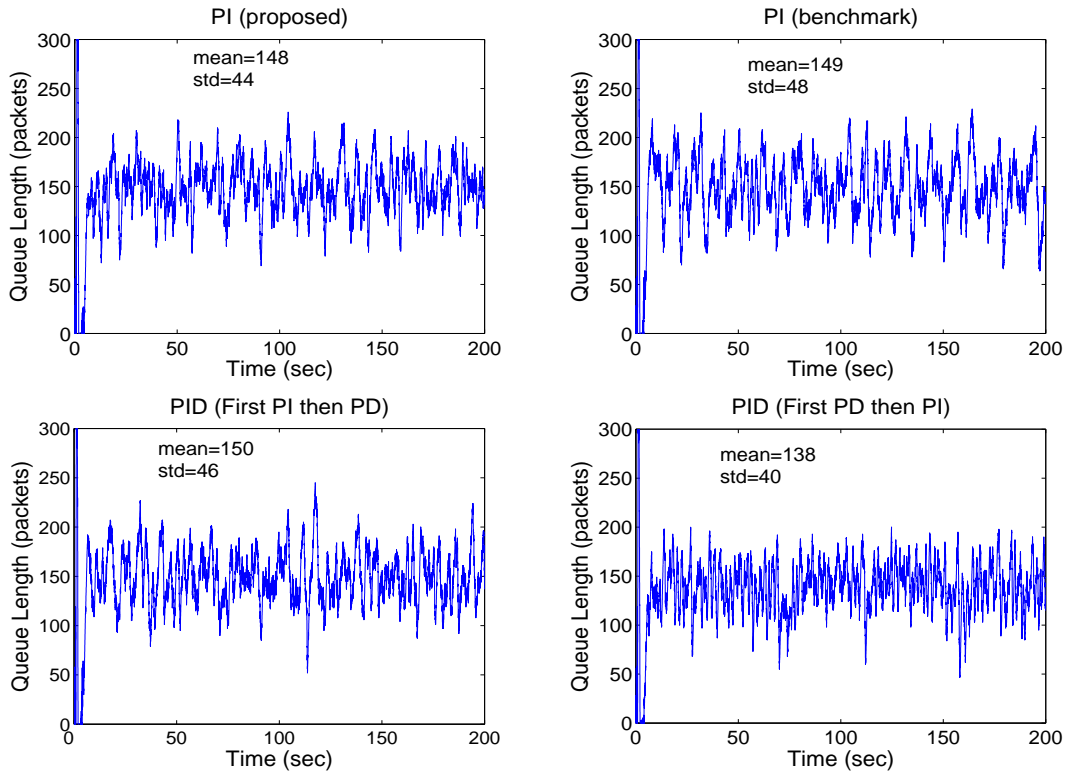 PI (proposed)
300
250
200
150
100
50
0
mean=148
std=44
Queue Length (packets)
0
50
100
150
200
Time (sec)
PI (benchmark)
300
250
200
150
100
50
0
mean=149
std=48
Queue Length (packets)
0
50
100
150
200
Time (sec)
PID (First PI then PD)
300
250
200
150
100
50
0
mean=150
std=46
Queue Length (packets)
0
50
100
150
200
Time (sec)
PID (First PD then PI)
300
250
200
150
100
50
0
mean=138
std=40
Queue Length (packets)
0
50
100
150
200
Time (sec)